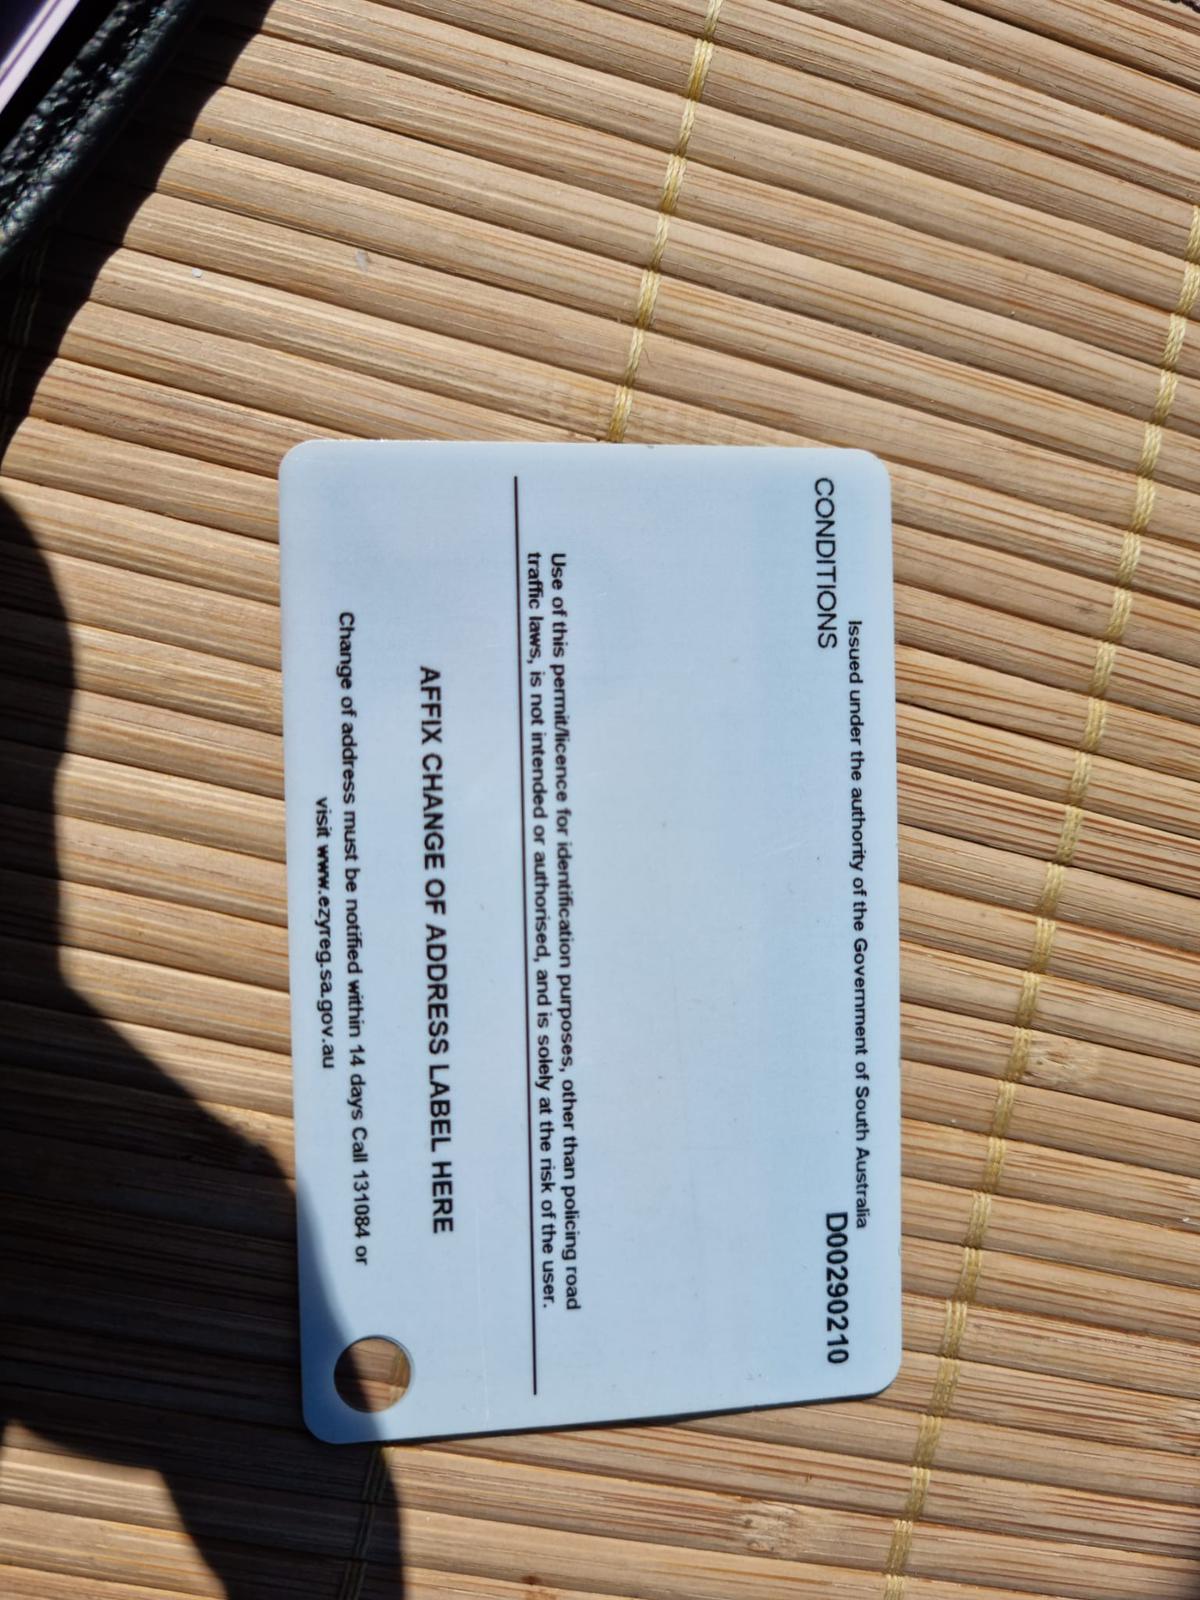 Issued under the authority of the Government of South Australia
CONDITIONS
D00290210
Use of this permit/licence for identification purposes, other than policing road
traffic laws, is not intended or authorised, and is solely at the risk of the user.
AFFIX CHANGE OF ADDRESS LABEL HERE
Change of address must be notified within 14 days Call 131084 or
visit www.ezyreg.sa.gov.au